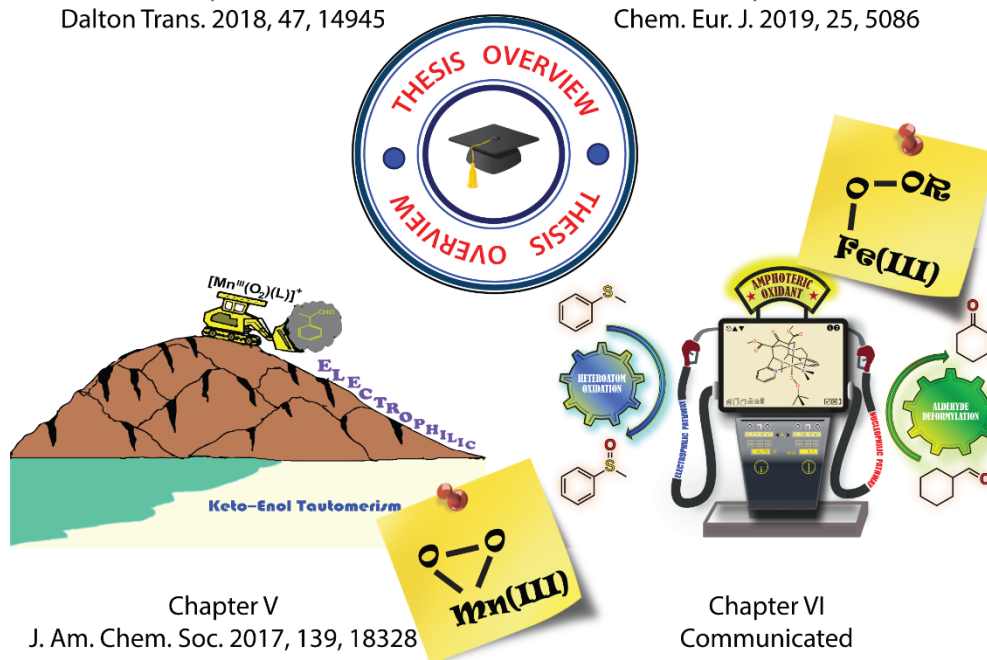 Dalton Trans. 2018, 47, 14945
Chem. Eur. J. 2019, 25, 5086
THESIS OVERVIEW
THESIS OVERVIEW
O
OR
Fe(III)
[Mnᴵᴵᴵ(O₂)(L)]⁺
CHO
ELECTROPHILIC
Keto–Enol Tautomerism
S
HETEROATOM
OXIDATION
O
S
AMPHOTERIC
OXIDANT
ELECTROPHILIC PATHWAY
NUCLEOPHILIC PATHWAY
O
ALDEHYDE
DEFORMYLATION
O
O
O
Mn(III)
Chapter V
J. Am. Chem. Soc. 2017, 139, 18328
Chapter VI
Communicated